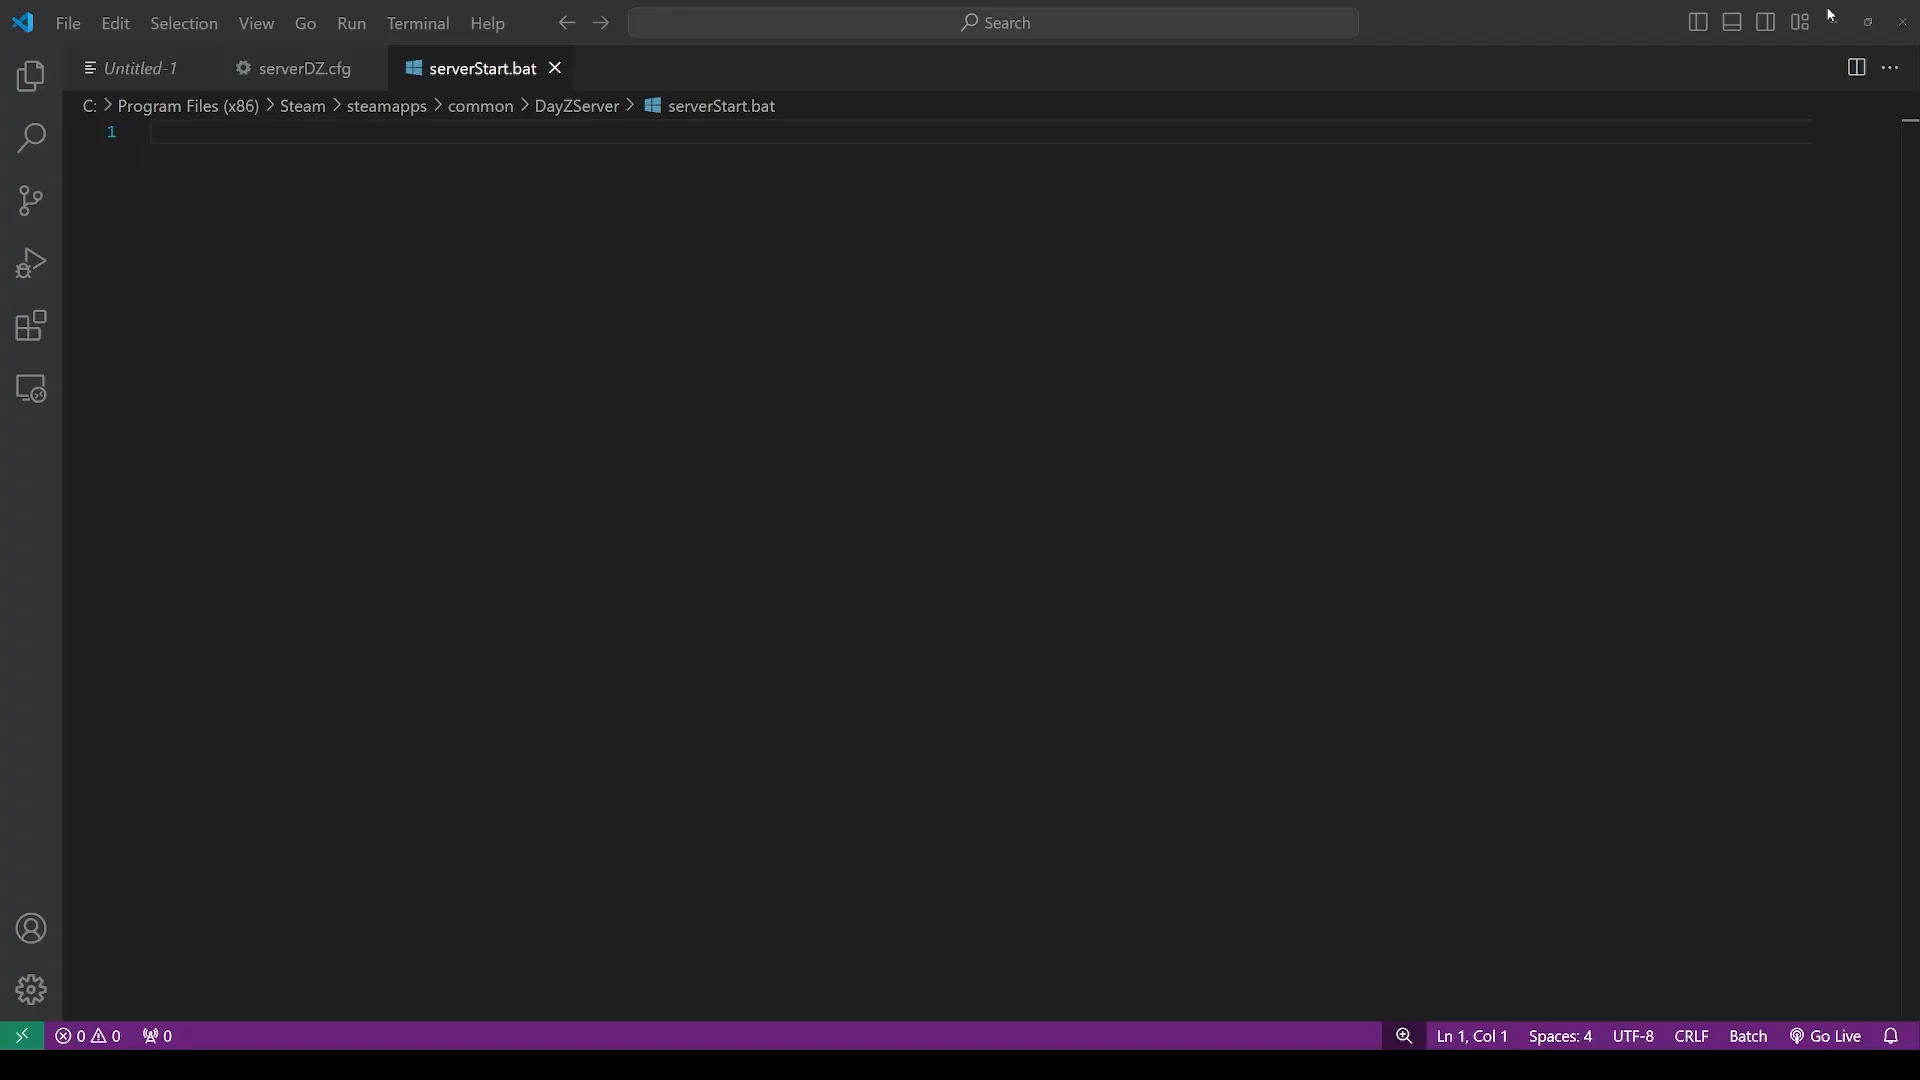 File Edit Selection View Go Run Terminal Help Search
Untitled-1 serverDZ.cfg serverStart.bat
C: > Program Files (x86) > Steam > steamapps > common > DayZServer > serverStart.bat
1
0 0 0 Ln 1, Col 1 Spaces: 4 UTF-8 CRLF Batch Go Live